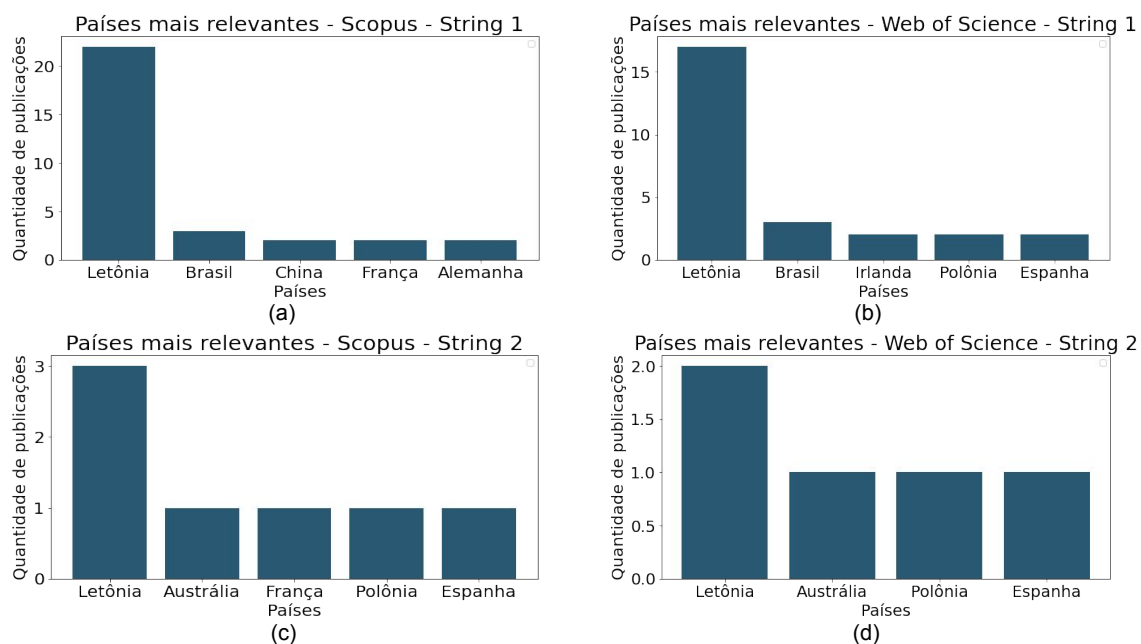 Países mais relevantes - Scopus - String 1
Quantidade de publicações
20
15
10
5
0
Letônia Brasil China França Alemanha
Países
(a)
Países mais relevantes - Web of Science - String 1
Quantidade de publicações
15
10
5
0
Letônia Brasil Irlanda Polônia Espanha
Países
(b)
Países mais relevantes - Scopus - String 2
Quantidade de publicações
3
2
1
0
Letônia Austrália França Polônia Espanha
Países
(c)
Países mais relevantes - Web of Science - String 2
Quantidade de publicações
2.0
1.5
1.0
0.5
0.0
Letônia Austrália Polônia Espanha
Países
(d)